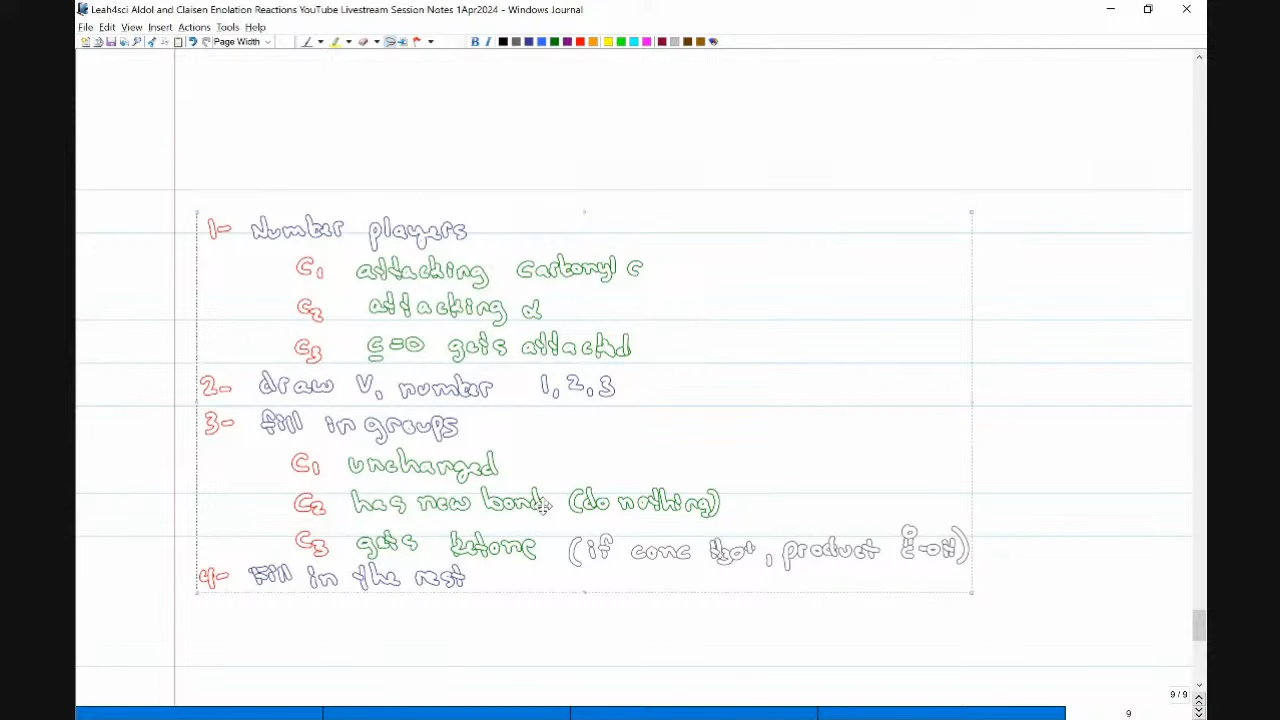 Leah4sci Aldol and Claisen Enolation Reactions YouTube Livestream Session Notes 1Apr2024 - Windows Journal
File Edit View Insert Actions Tools Help
Page Width B I
1- Number players
C1 attacking carbonyl C
C2 attacking α
C3 C=O gets attackd
2- draw V, number 1, 2, 3
3- fill in groups
C1 unchanged
C2 has new bond (do nothing)
C3 gets ketone (if conc, product C-OH)
4- Fill in the rest
9 / 9
9